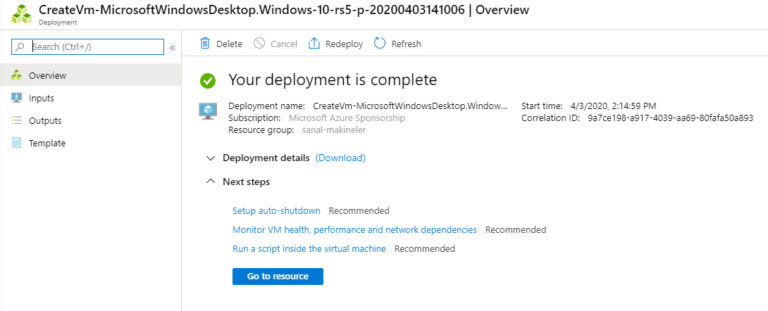 CreateVm-MicrosoftWindowsDesktop.Windows-10-rs5-p-20200403141006 | Overview
Deployment
Search (Ctrl+/)
«
Delete Cancel Redeploy Refresh
Overview
Inputs
Outputs
Template
Your deployment is complete
Deployment name: CreateVm-MicrosoftWindowsDesktop.Window...
Subscription: Microsoft Azure Sponsorship
Resource group: sanal-makineler
Start time: 4/3/2020, 2:14:59 PM
Correlation ID: 9a7ce198-a917-4039-aa69-80fafa50a893
Deployment details (Download)
Next steps
Setup auto-shutdown Recommended
Monitor VM health, performance and network dependencies Recommended
Run a script inside the virtual machine Recommended
Go to resource